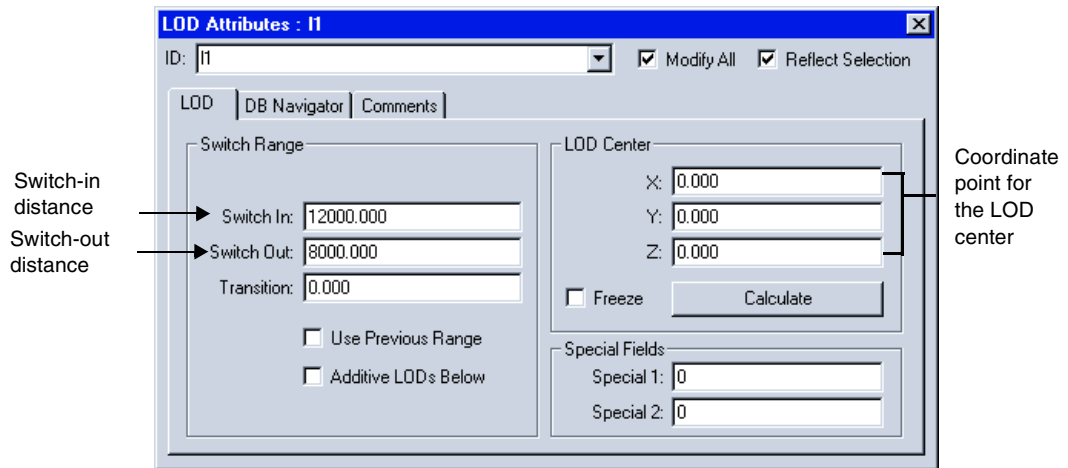 LOD Attributes : l1
ID: l1
Modify All
Reflect Selection
LOD
DB Navigator
Comments
Switch Range
Switch In: 12000.000
Switch Out: 8000.000
Transition: 0.000
Use Previous Range
Additive LODs Below
LOD Center
X: 0.000
Y: 0.000
Z: 0.000
Freeze
Calculate
Special Fields
Special 1: 0
Special 2: 0
Switch-in
distance
Switch-out
distance
Coordinate
point for
the LOD
center